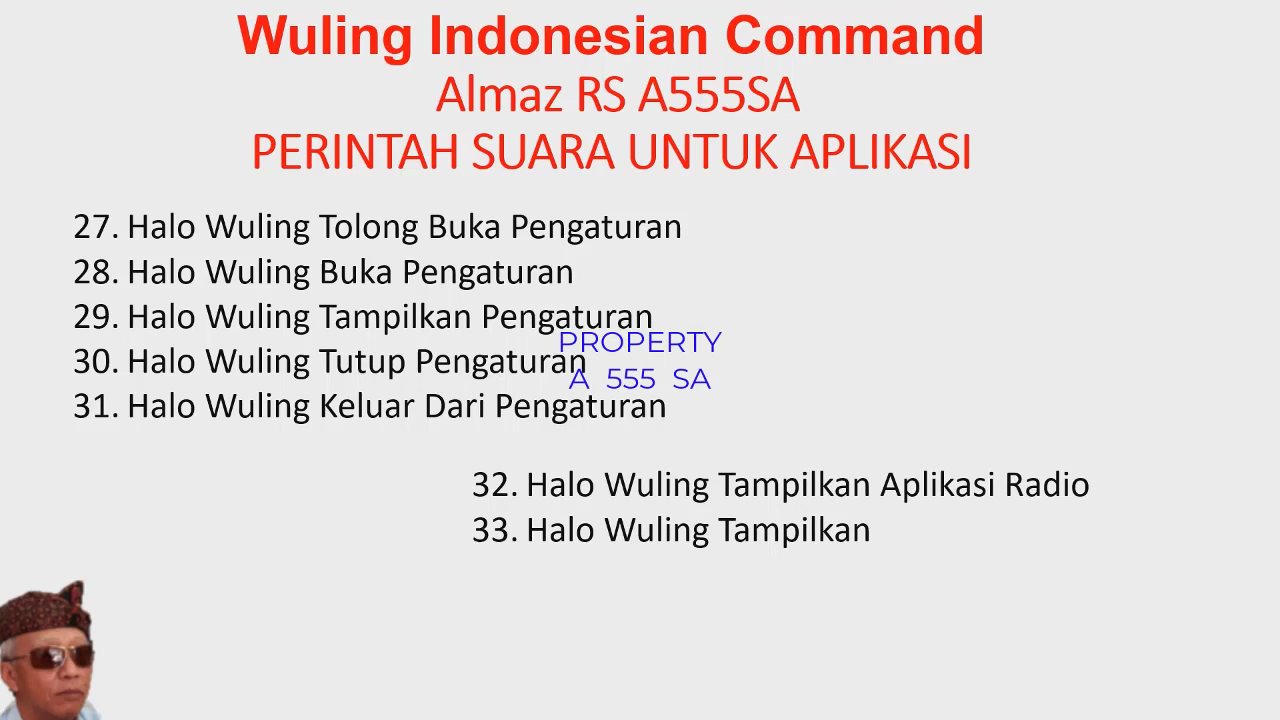 Wuling Indonesian Command
Almaz RS A555SA
PERINTAH SUARA UNTUK APLIKASI
27. Halo Wuling Tolong Buka Pengaturan
28. Halo Wuling Buka Pengaturan
29. Halo Wuling Tampilkan Pengaturan
30. Halo Wuling Tutup Pengaturan
31. Halo Wuling Keluar Dari Pengaturan
PROPERTY
A 555 SA
32. Halo Wuling Tampilkan Aplikasi Radio
33. Halo Wuling Tampilkan